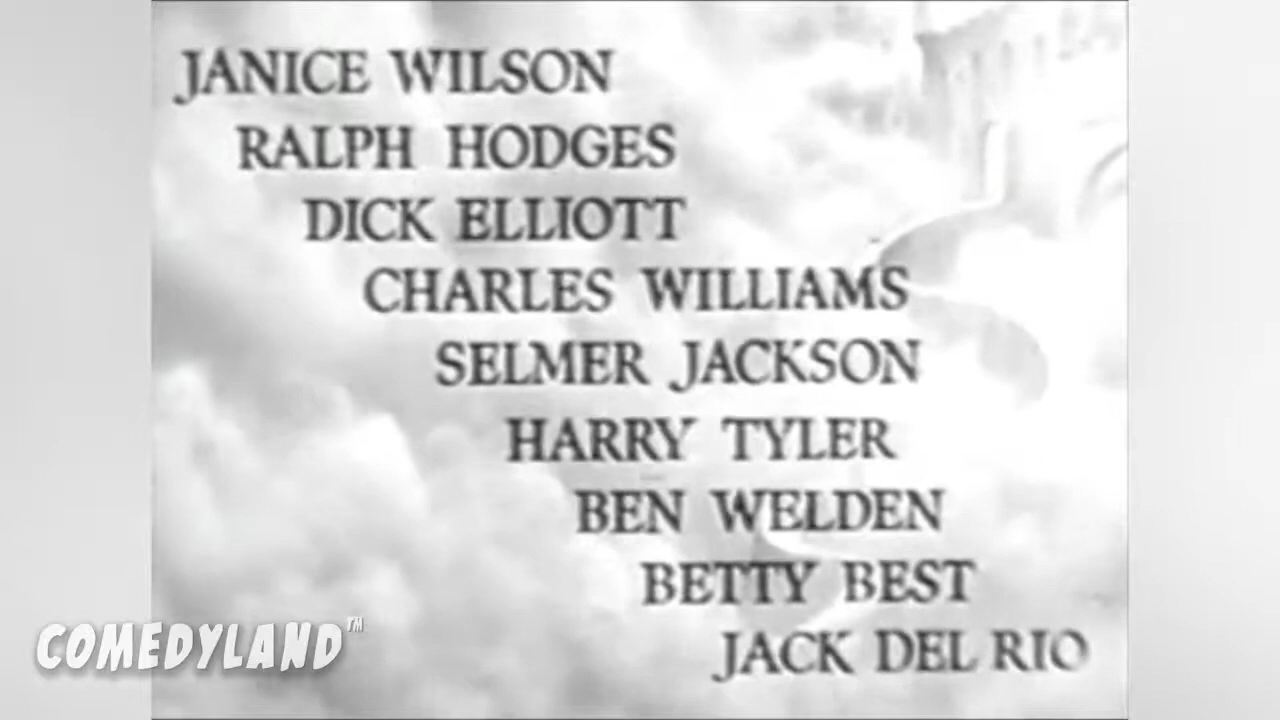 JANICE WILSON
RALPH HODGES
DICK ELLIOTT
CHARLES WILLIAMS
SELMER JACKSON
HARRY TYLER
BEN WELDEN
BETTY BEST
JACK DEL RIO
COMEDYLAND™